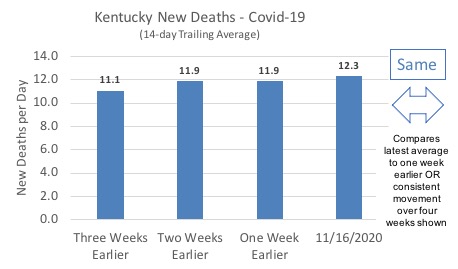 Kentucky New Deaths - Covid-19
(14-day Trailing Average)
14.0
12.0
10.0
8.0
6.0
4.0
2.0
0.0
New Deaths per Day
11.1
11.9
11.9
12.3
Three Weeks
Earlier
Two Weeks
Earlier
One Week
Earlier
11/16/2020
Same
Compares
latest average
to one week
earlier OR
consistent
movement
over four
weeks shown